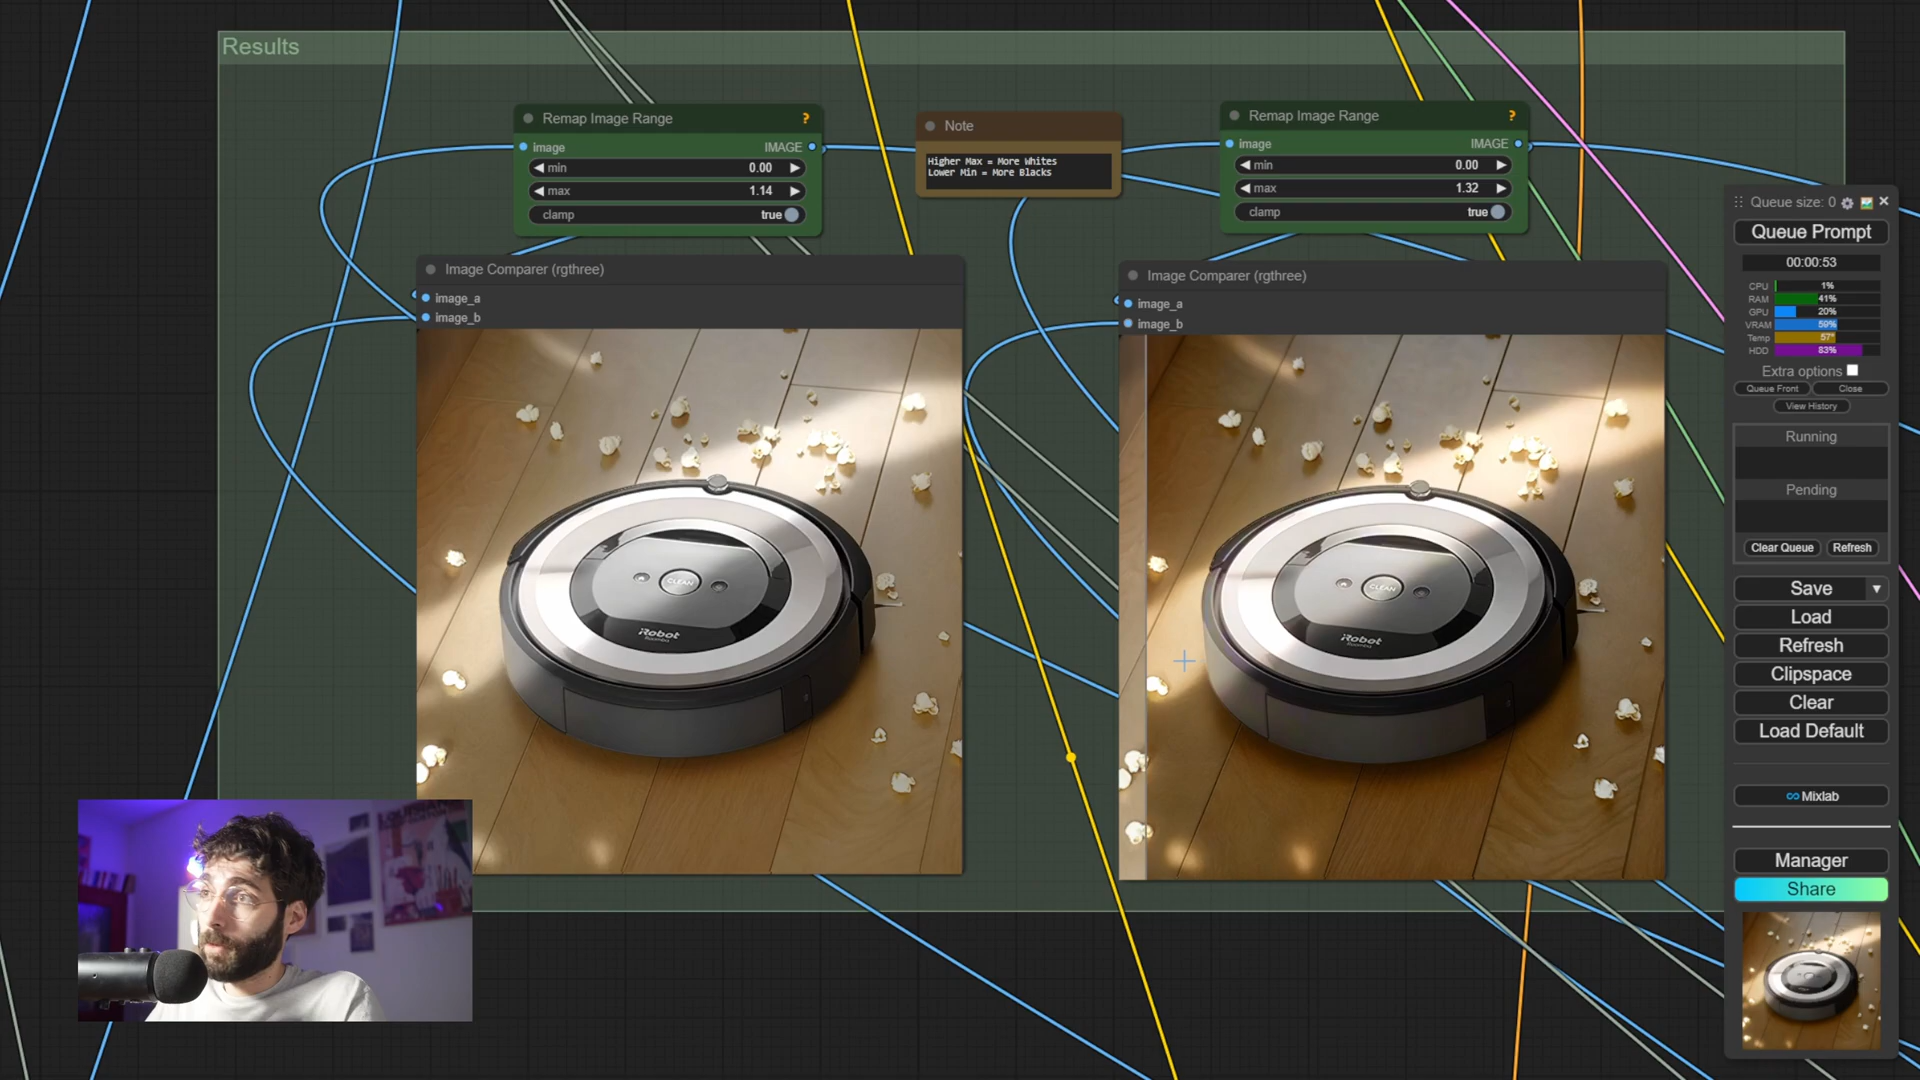 Results
Remap Image Range ?
image IMAGE
min 0.00
max 1.14
clamp true
Note
Higher Max = More Whites
Lower Min = More Blacks
Remap Image Range ?
image IMAGE
min 0.00
max 1.32
clamp true
Image Comparer (rgthree)
image_a
image_b
CLEAN
iRobot
Roomba
Image Comparer (rgthree)
image_a
image_b
CLEAN
iRobot
Queue size: 0
Queue Prompt
00:00:53
CPU 1%
RAM 41%
GPU 20%
VRAM 59%
Temp 57°
HDD 83%
Extra options
Queue Front Close
View History
Running
Pending
Clear Queue Refresh
Save
Load
Refresh
Clipspace
Clear
Load Default
Mixlab
Manager
Share